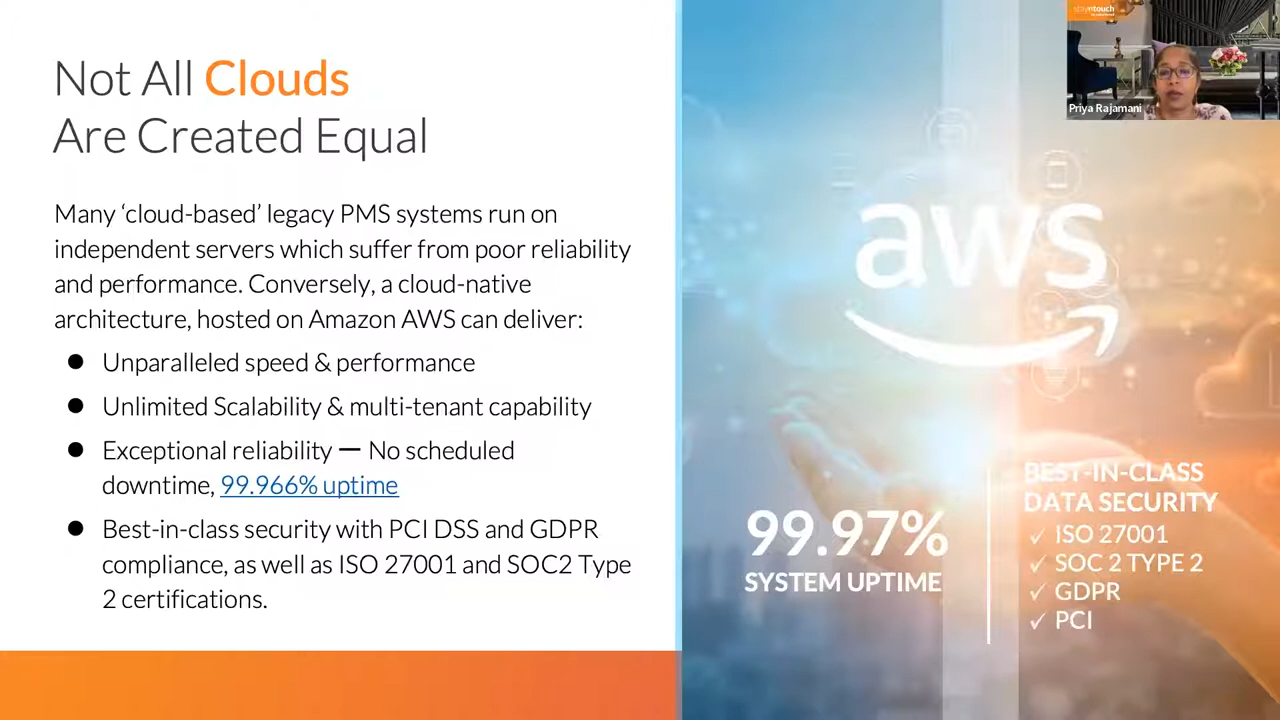 Not All Clouds
Are Created Equal
Many ‘cloud-based’ legacy PMS systems run on
independent servers which suffer from poor reliability
and performance. Conversely, a cloud-native
architecture, hosted on Amazon AWS can deliver:
● Unparalleled speed & performance
● Unlimited Scalability & multi-tenant capability
● Exceptional reliability — No scheduled
downtime, 99.966% uptime
● Best-in-class security with PCI DSS and GDPR
compliance, as well as ISO 27001 and SOC2 Type
2 certifications.
aws
99.97%
SYSTEM UPTIME
BEST-IN-CLASS
DATA SECURITY
✓ ISO 27001
✓ SOC 2 TYPE 2
✓ GDPR
✓ PCI
stayntouch
Priya Rajamani